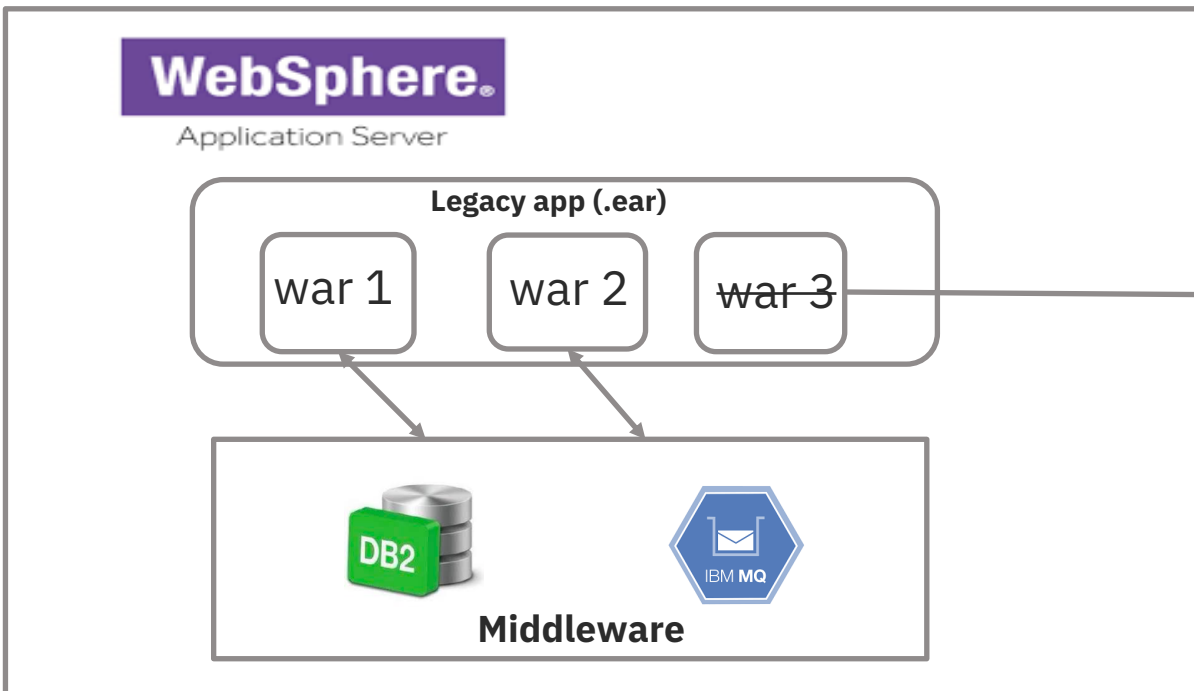 WebSphere®
Application Server
Legacy app (.ear)
war 1
war 2
war 3
DB2
IBM MQ
Middleware